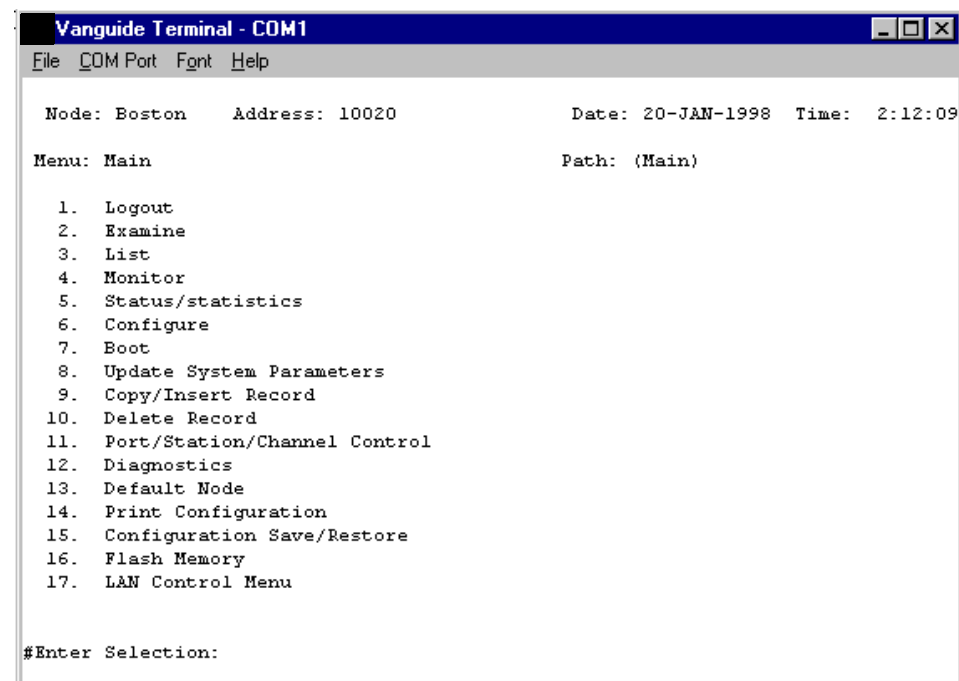 Vanguide Terminal - COM1
File COM Port Font Help
Node: Boston Address: 10020 Date: 20-JAN-1998 Time: 2:12:09
Menu: Main Path: (Main)
1. Logout
2. Examine
3. List
4. Monitor
5. Status/statistics
6. Configure
7. Boot
8. Update System Parameters
9. Copy/Insert Record
10. Delete Record
11. Port/Station/Channel Control
12. Diagnostics
13. Default Node
14. Print Configuration
15. Configuration Save/Restore
16. Flash Memory
17. LAN Control Menu
#Enter Selection: